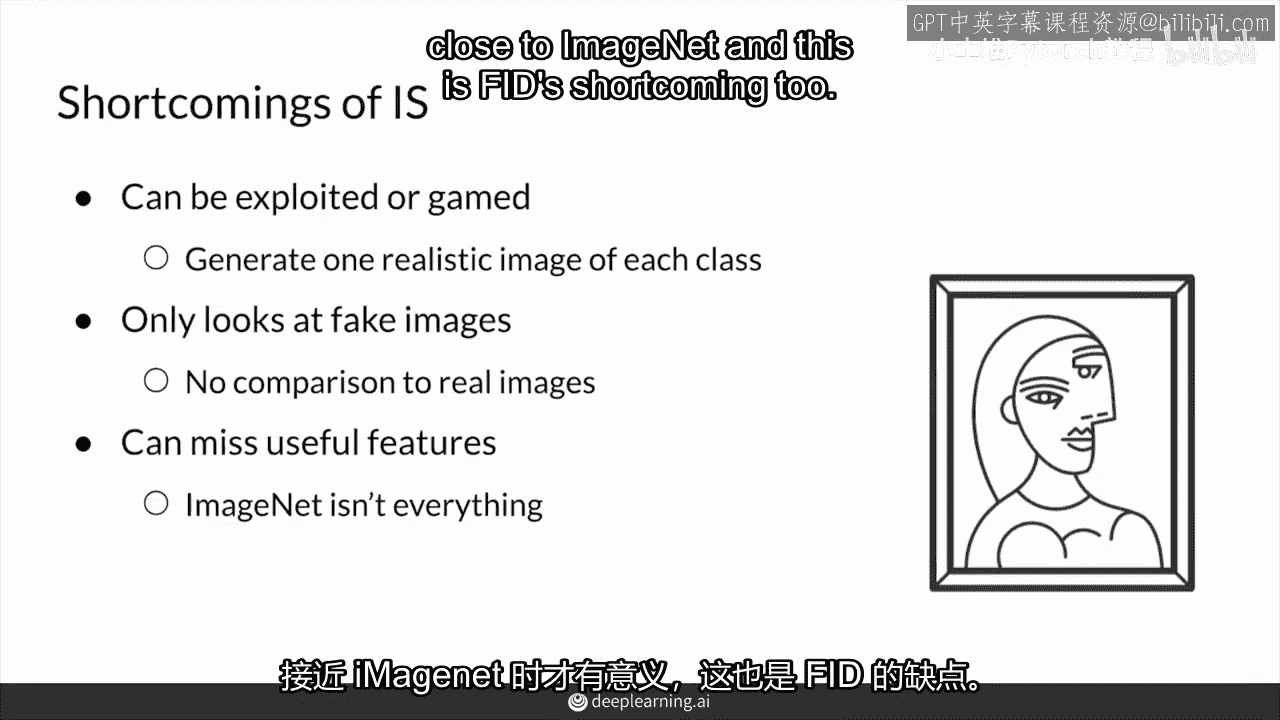 GPT中英字幕课程资源@bilibili.com
close to ImageNet and this
is FID's shortcoming too.
Shortcomings of IS
● Can be exploited or gamed
○ Generate one realistic image of each class
● Only looks at fake images
○ No comparison to real images
● Can miss useful features
○ ImageNet isn't everything
接近 iMagenet 时才有意义，这也是 FID 的缺点。
deeplearning.ai